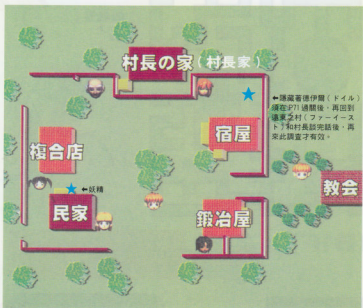 村長の家（村長家）
←隱藏著德伊爾（ドイル）
須在P71過關後，再回到
遠東之村（ファーイース
ト）和村長談完話後，再
來此調查才有效。
宿屋
複合店
←妖精
民家
鍛冶屋
教会